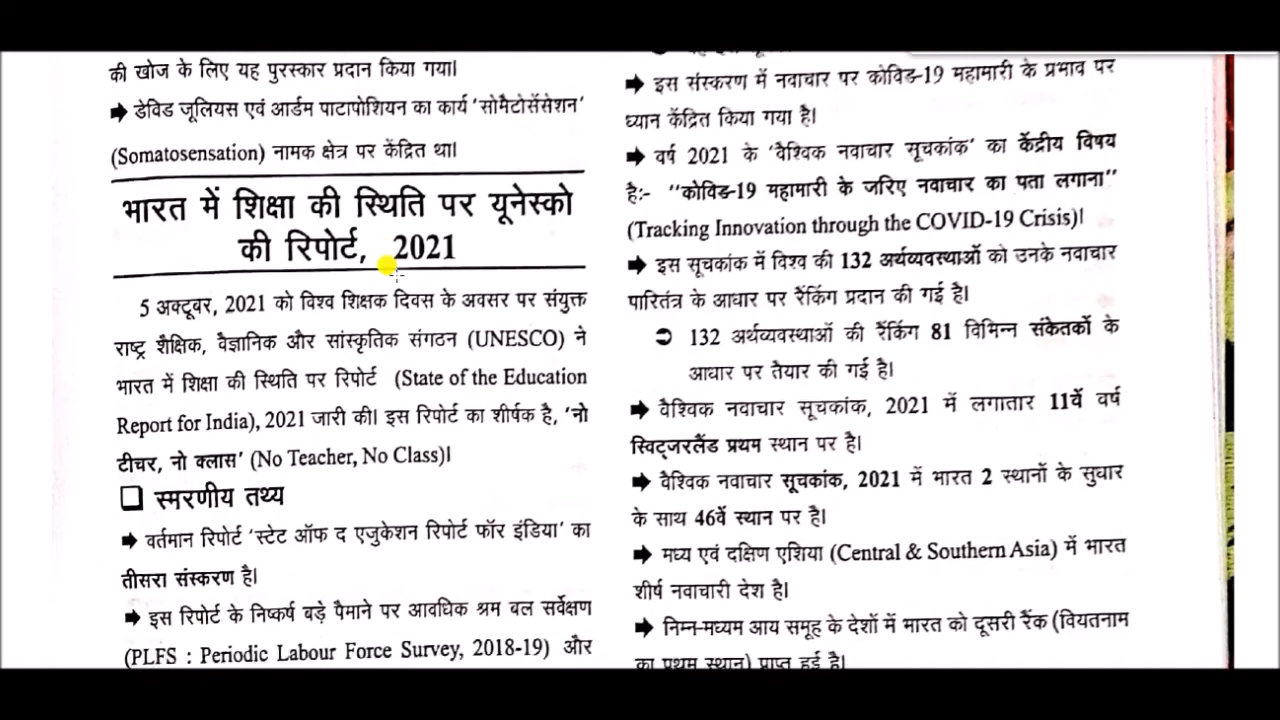 की खोज के लिए यह पुरस्कार प्रदान किया गया।
➡ डेविड जूलियस एवं आर्डम पाटापोशियन का कार्य 'सोमैटोसेंसेशन'
(Somatosensation) नामक क्षेत्र पर केंद्रित था।
भारत में शिक्षा की स्थिति पर यूनेस्को
की रिपोर्ट, 2021
5 अक्टूबर, 2021 को विश्व शिक्षक दिवस के अवसर पर संयुक्त
राष्ट्र शैक्षिक, वैज्ञानिक और सांस्कृतिक संगठन (UNESCO) ने
भारत में शिक्षा की स्थिति पर रिपोर्ट (State of the Education
Report for India), 2021 जारी की। इस रिपोर्ट का शीर्षक है, 'नो
टीचर, नो क्लास' (No Teacher, No Class)।
❑ स्मरणीय तथ्य
➡ वर्तमान रिपोर्ट 'स्टेट ऑफ द एजुकेशन रिपोर्ट फॉर इंडिया' का
तीसरा संस्करण है।
➡ इस रिपोर्ट के निष्कर्ष बड़े पैमाने पर आवधिक श्रम बल सर्वेक्षण
(PLFS : Periodic Labour Force Survey, 2018-19) और
➡ इस संस्करण में नवाचार पर कोविड-19 महामारी के प्रभाव पर
ध्यान केंद्रित किया गया है।
➡ वर्ष 2021 के 'वैश्विक नवाचार सूचकांक' का केंद्रीय विषय
है:- "कोविड-19 महामारी के जरिए नवाचार का पता लगाना"
(Tracking Innovation through the COVID-19 Crisis)।
➡ इस सूचकांक में विश्व की 132 अर्थव्यवस्थाओं को उनके नवाचार
पारितंत्र के आधार पर रैंकिंग प्रदान की गई है।
➲ 132 अर्थव्यवस्थाओं की रैंकिंग 81 विभिन्न संकेतकों के
आधार पर तैयार की गई है।
➡ वैश्विक नवाचार सूचकांक, 2021 में लगातार 11वें वर्ष
स्विट्जरलैंड प्रथम स्थान पर है।
➡ वैश्विक नवाचार सूचकांक, 2021 में भारत 2 स्थानों के सुधार
के साथ 46वें स्थान पर है।
➡ मध्य एवं दक्षिण एशिया (Central & Southern Asia) में भारत
शीर्ष नवाचारी देश है।
➡ निम्न-मध्यम आय समूह के देशों में भारत को दूसरी रैंक (वियतनाम
का प्रथम स्थान) प्राप्त हुई है।